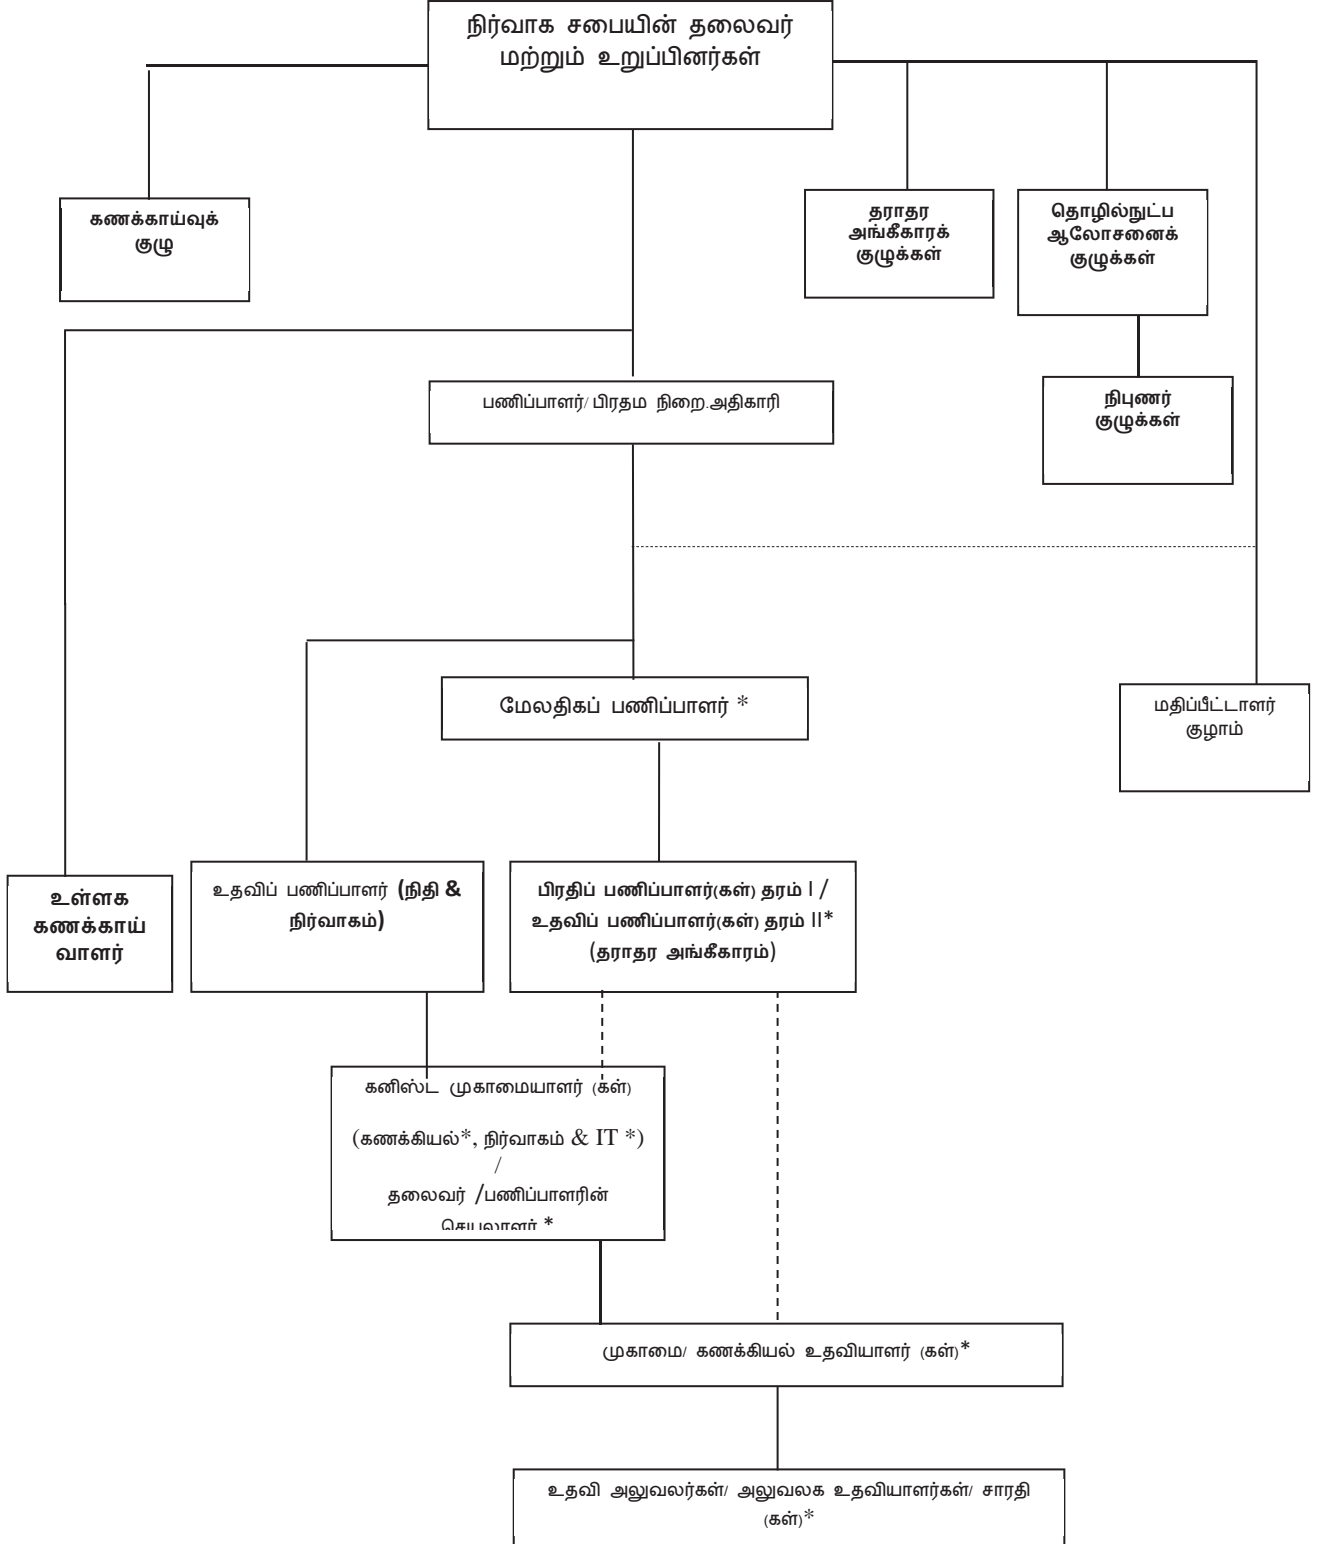 நிர்வாக சபையின் தலைவர்
மற்றும் உறுப்பினர்கள்
கணக்காய்வுக்
குழு
தராதர
அங்கீகாரக்
குழுக்கள்
தொழில்நுட்ப
ஆலோசனைக்
குழுக்கள்
நிபுணர்
குழுக்கள்
பணிப்பாளர்/ பிரதம நிறை.அதிகாரி
மேலதிகப் பணிப்பாளர் *
மதிப்பீட்டாளர்
குழாம்
உள்ளக
கணக்காய்
வாளர்
உதவிப் பணிப்பாளர் (நிதி &
நிர்வாகம்)
பிரதிப் பணிப்பாளர்(கள்) தரம் I /
உதவிப் பணிப்பாளர்(கள்) தரம் II*
(தராதர அங்கீகாரம்)
கனிஸ்ட முகாமையாளர் (கள்)
(கணக்கியல்*, நிர்வாகம் & IT *)
/
தலைவர் /பணிப்பாளரின்
செயலாளர் *
முகாமை/ கணக்கியல் உதவியாளர் (கள்)*
உதவி அலுவலர்கள்/ அலுவலக உதவியாளர்கள்/ சாரதி
(கள்)*